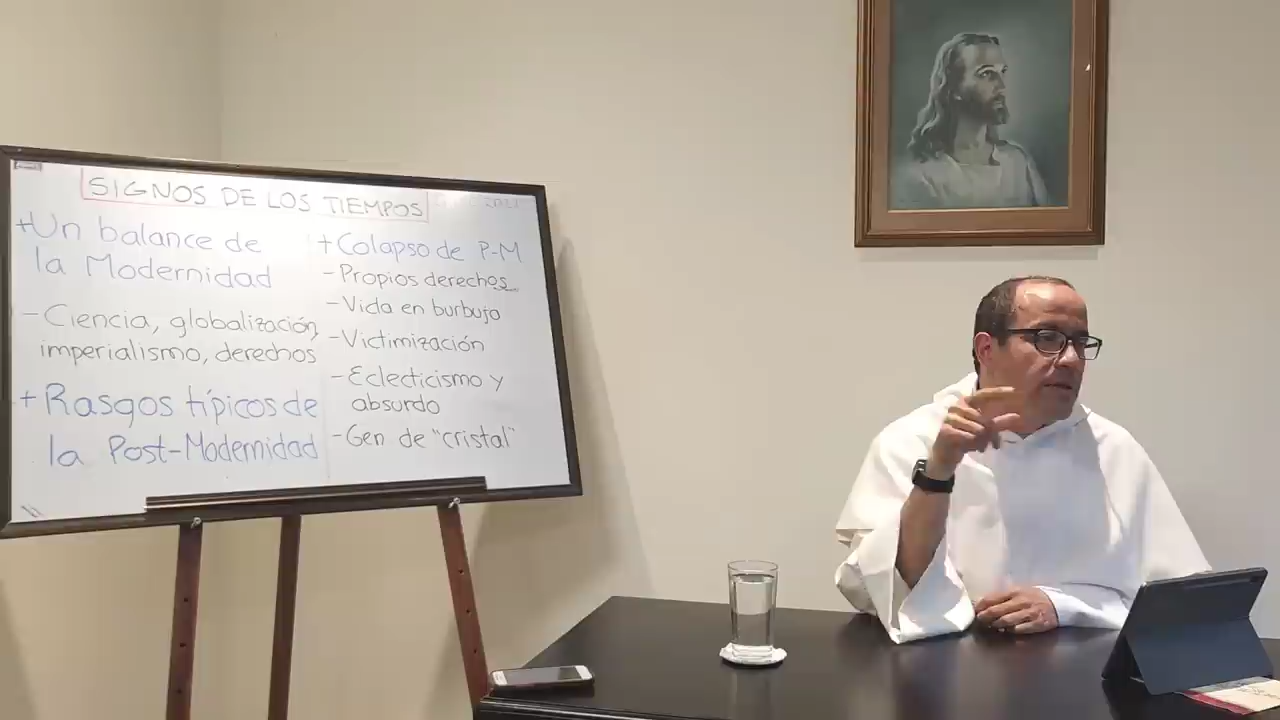 SIGNOS DE LOS TIEMPOS
+Un balance de
la Modernidad
-Ciencia, globalización,
imperialismo, derechos
+Rasgos típicos de
la Post-Modernidad
+Colapso de P-M
-Propios derechos...
-Vida en burbuja
-Victimización
-Eclecticismo y
absurdo
-Gen de "cristal"